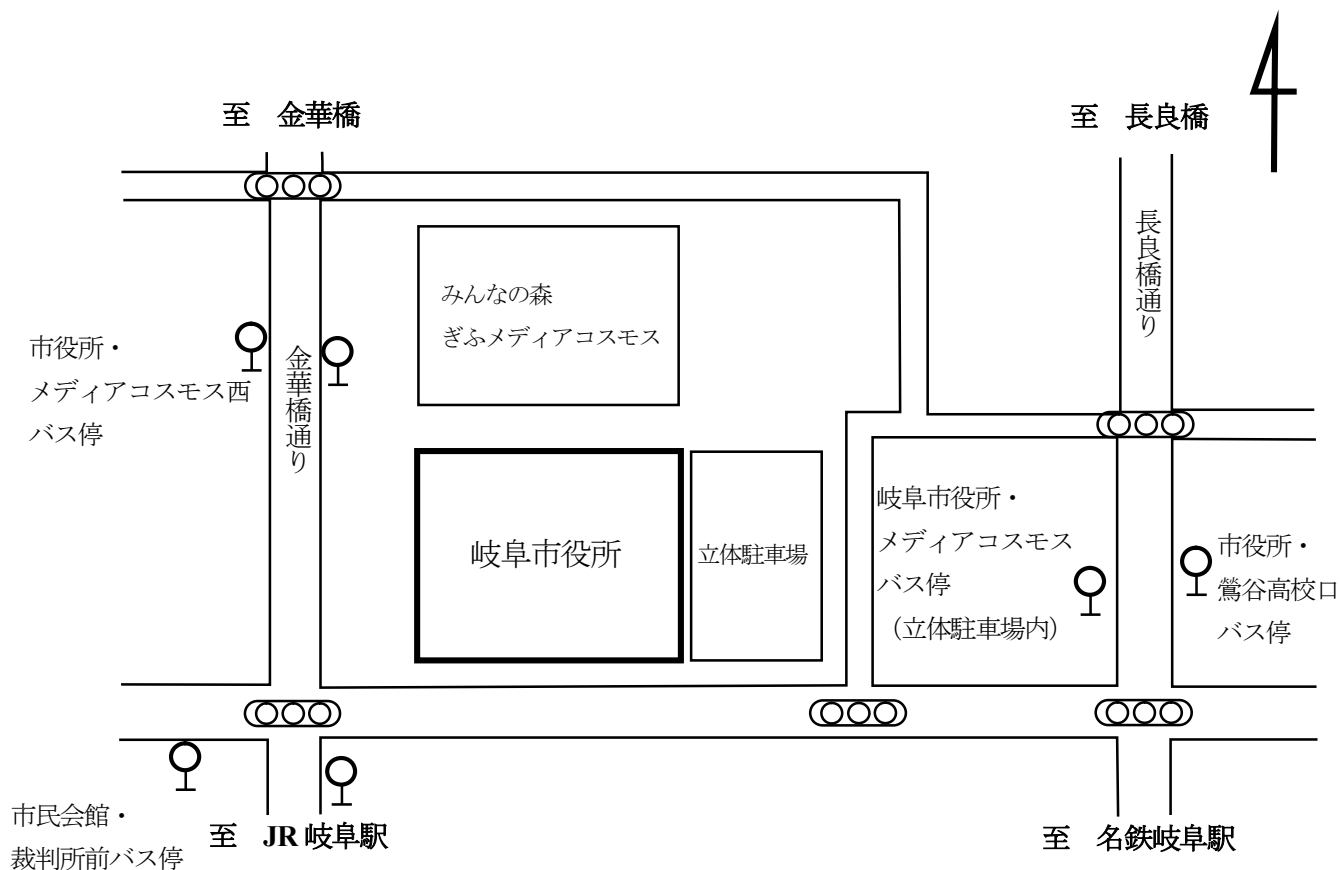 至　金華橋
至　長良橋
長良橋通り
みんなの森
ぎふメディアコスモス
市役所・
メディアコスモス西
バス停
金華橋通り
岐阜市役所
立体駐車場
岐阜市役所・
メディアコスモス
バス停
（立体駐車場内）
市役所・
鶯谷高校口
バス停
市民会館・
裁判所前バス停
至　JR岐阜駅
至　名鉄岐阜駅